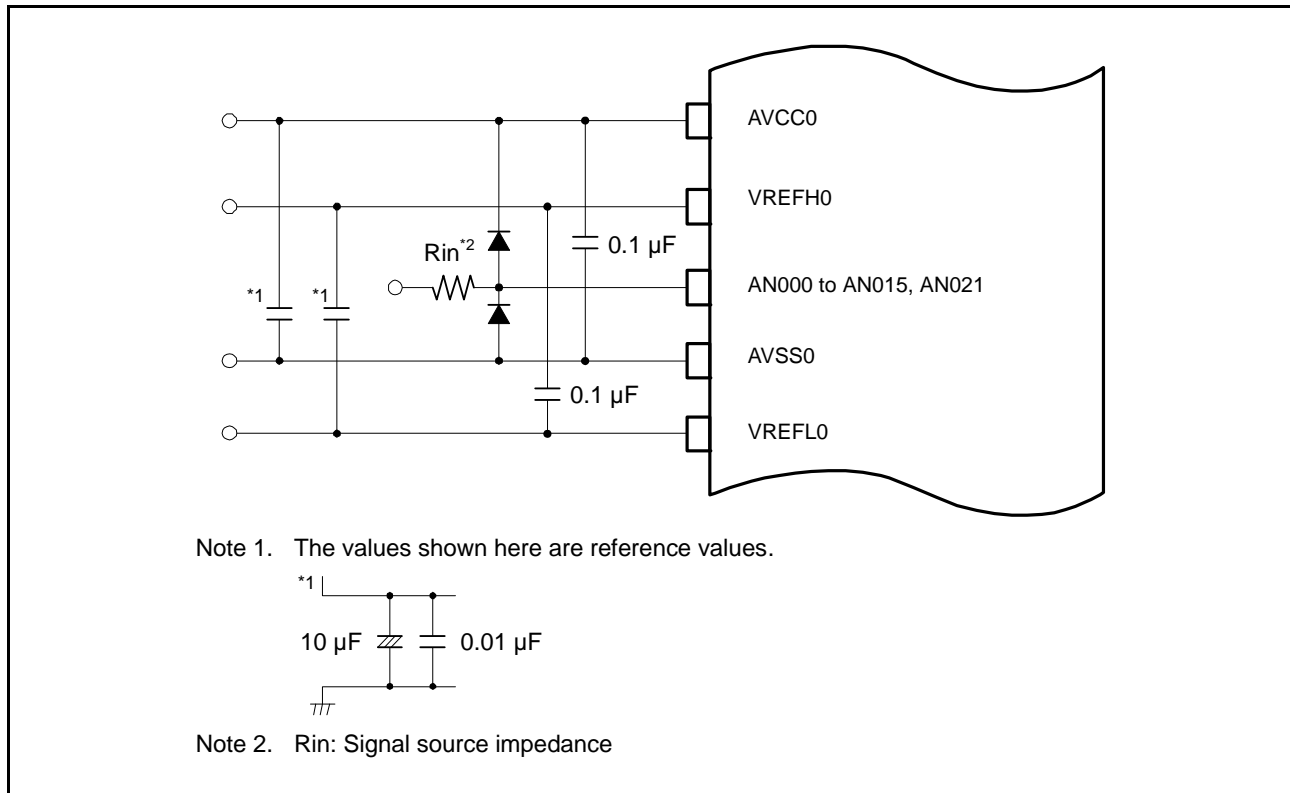 AVCC0
VREFH0
Rin*2
0.1 µF
AN000 to AN015, AN021
*1
*1
AVSS0
0.1 µF
VREFL0
Note 1. The values shown here are reference values.
*1
10 µF
0.01 µF
Note 2. Rin: Signal source impedance